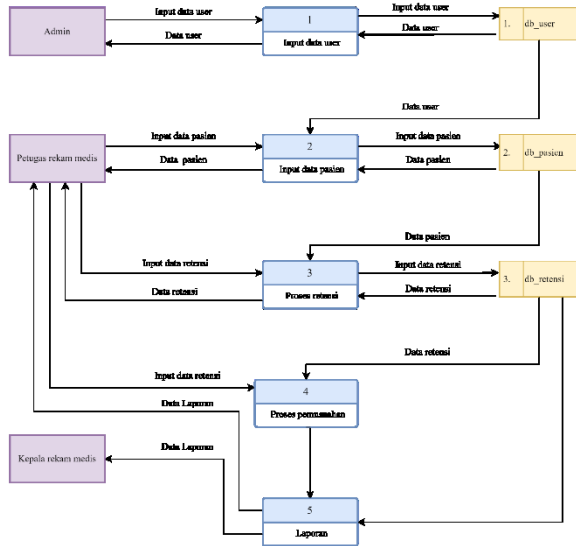 Input data user
Input data user
1
1.
db_user
Admin
Data user
Data user
Input data user
Data user
Input data pasien
Input data pasien
2
2.
db_pasien
Petugas rekam medis
Data pasien
Data pasien
Input data pasien
Data pasien
Input data retensi
Input data retensi
3
3.
db_retensi
Data retensi
Data retensi
Proses retensi
Data retensi
Input data retensi
4
Data Laporan
Proses pemusnahan
Kepala rekam medis
Data Laporan
5
Laporan